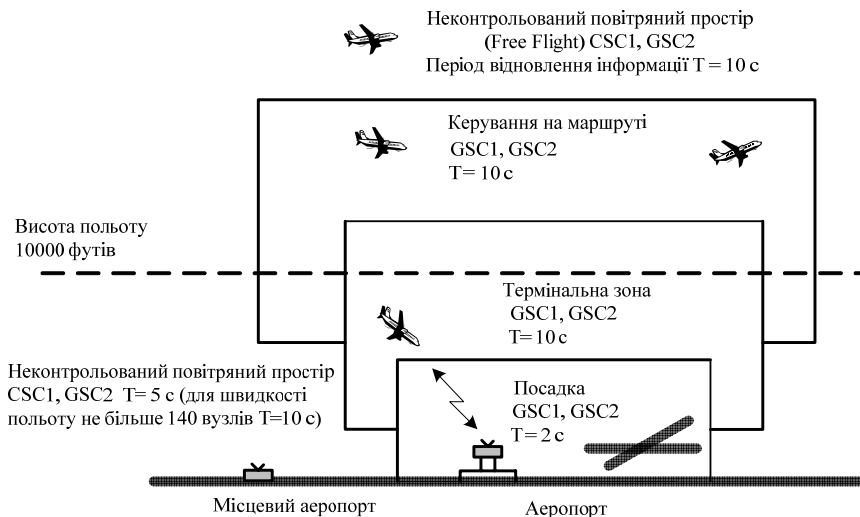 Неконтрольований повітряний простір
(Free Flight) CSC1, GSC2
Період відновлення інформації T = 10 с
Керування на маршруті
GSC1, GSC2
T= 10 с
Висота польоту
10000 футів
Термінальна зона
GSC1, GSC2
T=10 с
Неконтрольований повітряний простір
CSC1, GSC2 T= 5 с (для швидкості
польоту не більше 140 вузлів T=10 с)
Посадка
GSC1, GSC2
T = 2 с
Місцевий аеропорт
Аеропорт